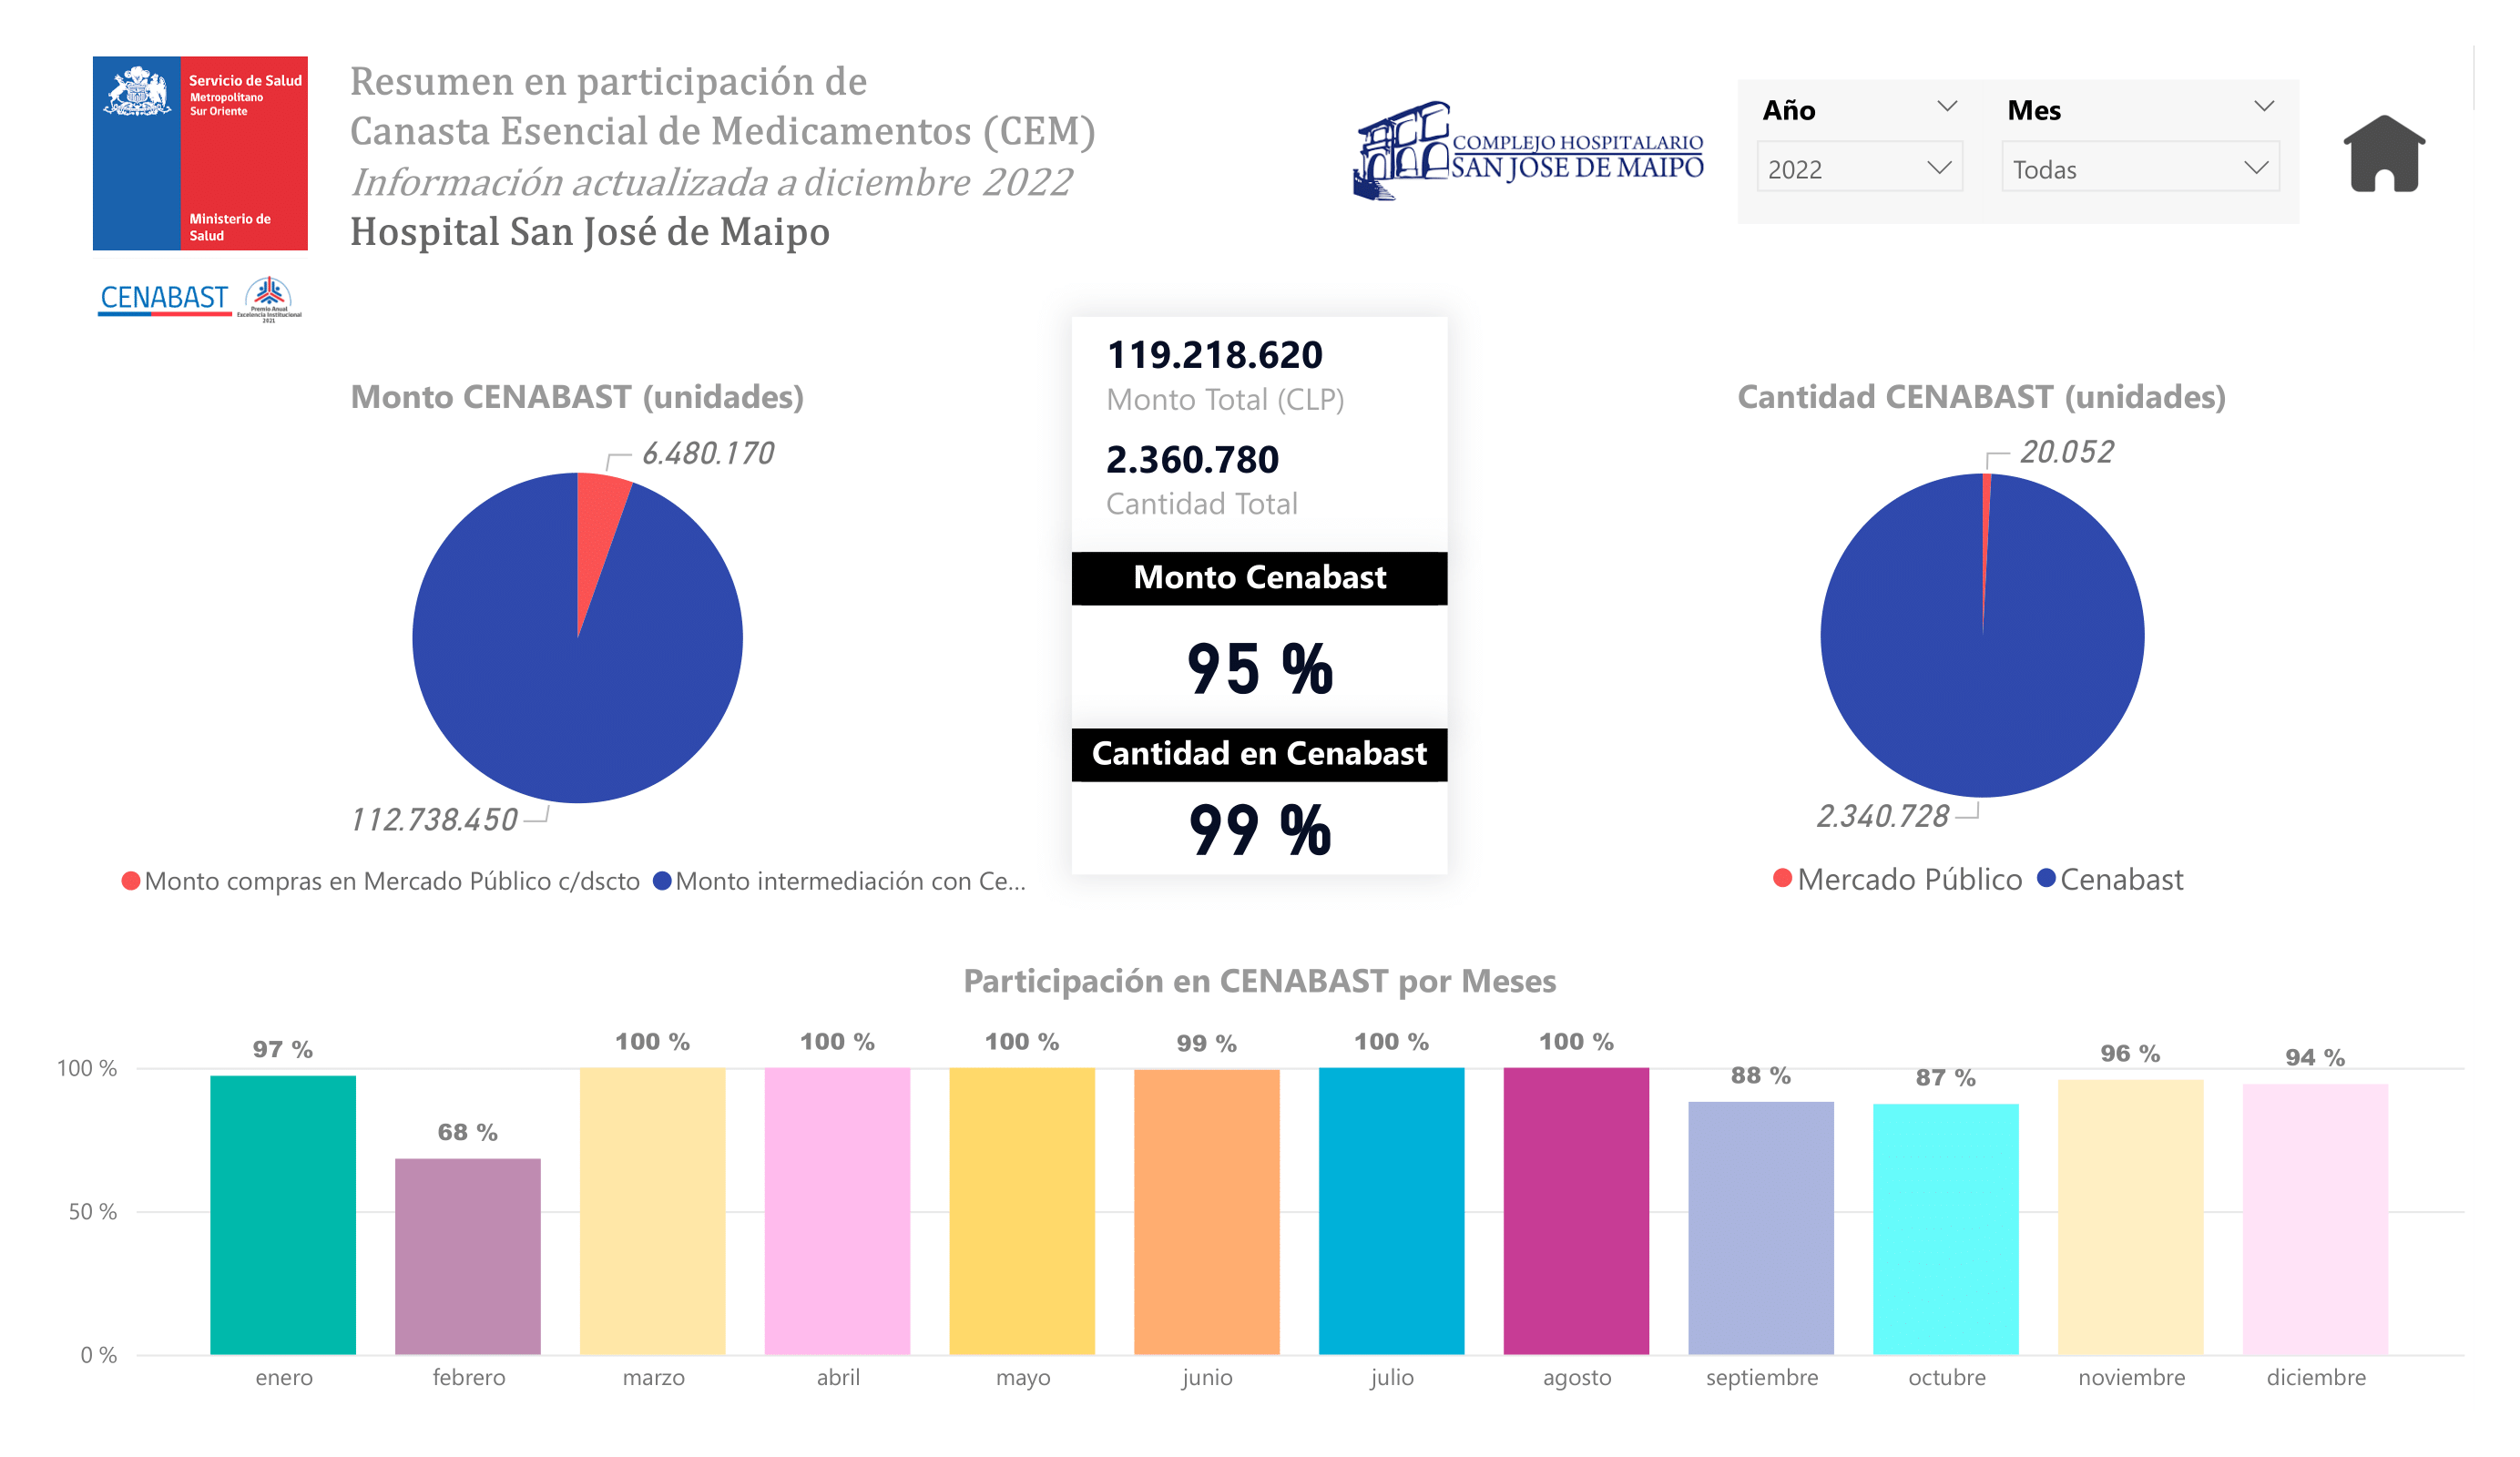 Servicio de Salud
Metropolitano
Sur Oriente
Ministerio de
Salud
CENABAST
Premio Anual
Excelencia Institucional
2021
Resumen en participación de
Canasta Esencial de Medicamentos (CEM)
Información actualizada a diciembre 2022
Hospital San José de Maipo
COMPLEJO HOSPITALARIO
SAN JOSE DE MAIPO
Año
2022
Mes
Todas
Monto CENABAST (unidades)
6.480.170
112.738.450
Monto compras en Mercado Público c/dscto Monto intermediación con Ce...
119.218.620
Monto Total (CLP)
2.360.780
Cantidad Total
Monto Cenabast
95 %
Cantidad en Cenabast
99 %
Cantidad CENABAST (unidades)
20.052
2.340.728
Mercado Público Cenabast
Participación en CENABAST por Meses
100 %
50 %
0 %
97 %
68 %
100 %
100 %
100 %
99 %
100 %
100 %
88 %
87 %
96 %
94 %
enero febrero marzo abril mayo junio julio agosto septiembre octubre noviembre diciembre